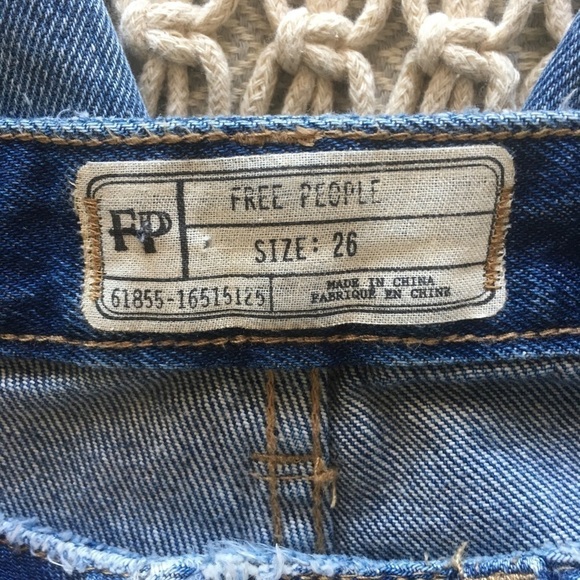 FP
FREE PEOPLE
SIZE: 26
61855-16515125
MADE IN CHINA
FABRIQUÉ EN CHINE